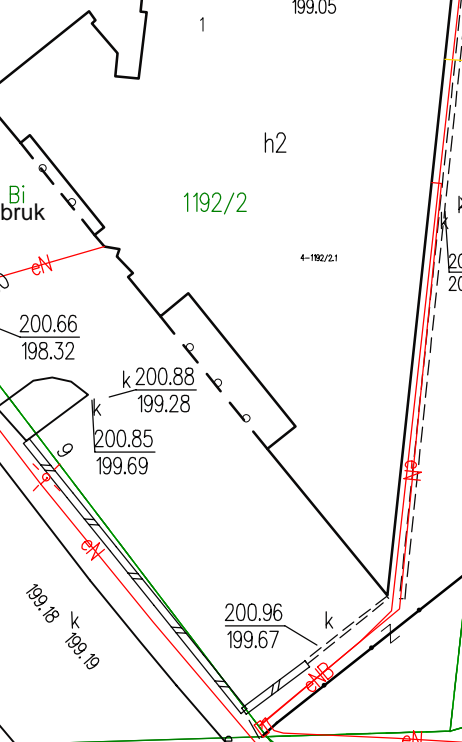 199.05
1
h2
Bi
bruk
1192/2
k
4-1192/2.1
eN
200.66
198.32
k 200.88
199.28
k
200.85
199.69
9
eN
eN
199.18
k
199.19
200.96
199.67
k
Z
eNB
eN